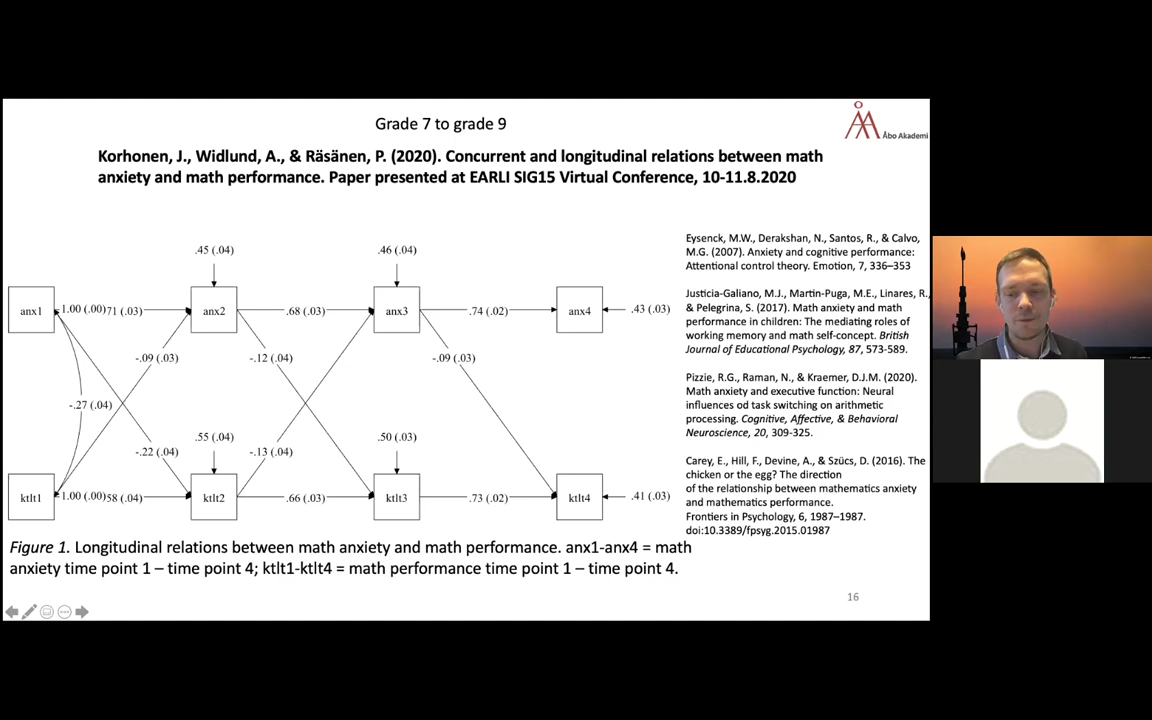 Grade 7 to grade 9
Åbo Akademi
Korhonen, J., Widlund, A., & Räsänen, P. (2020). Concurrent and longitudinal relations between math
anxiety and math performance. Paper presented at EARLI SIG15 Virtual Conference, 10-11.8.2020
.45 (.04)
.46 (.04)
anx1
1.00 (.00)
.71 (.03)
anx2
.68 (.03)
anx3
.74 (.02)
anx4
.43 (.03)
-.09 (.03)
-.12 (.04)
-.09 (.03)
-.27 (.04)
-.22 (.04)
-.13 (.04)
.55 (.04)
.50 (.03)
ktlt1
1.00 (.00)
.58 (.04)
ktlt2
.66 (.03)
ktlt3
.73 (.02)
ktlt4
.41 (.03)
Eysenck, M.W., Derakshan, N., Santos, R., & Calvo,
M.G. (2007). Anxiety and cognitive performance:
Attentional control theory. Emotion, 7, 336–353
Justicia-Galiano, M.J., Martin-Puga, M.E., Linares, R.,
& Pelegrina, S. (2017). Math anxiety and math
performance in children: The mediating roles of
working memory and math self-concept. British
Journal of Educational Psychology, 87, 573-589.
Pizzie, R.G., Raman, N., & Kraemer, D.J.M. (2020).
Math anxiety and executive function: Neural
influences od task switching on arithmetic
processing. Cognitive, Affective, & Behavioral
Neuroscience, 20, 309-325.
Carey, E., Hill, F., Devine, A., & Szücs, D. (2016). The
chicken or the egg? The direction
of the relationship between mathematics anxiety
and mathematics performance.
Frontiers in Psychology, 6, 1987–1987.
doi:10.3389/fpsyg.2015.01987
Figure 1. Longitudinal relations between math anxiety and math performance. anx1-anx4 = math
anxiety time point 1 – time point 4; ktlt1-ktlt4 = math performance time point 1 – time point 4.
16